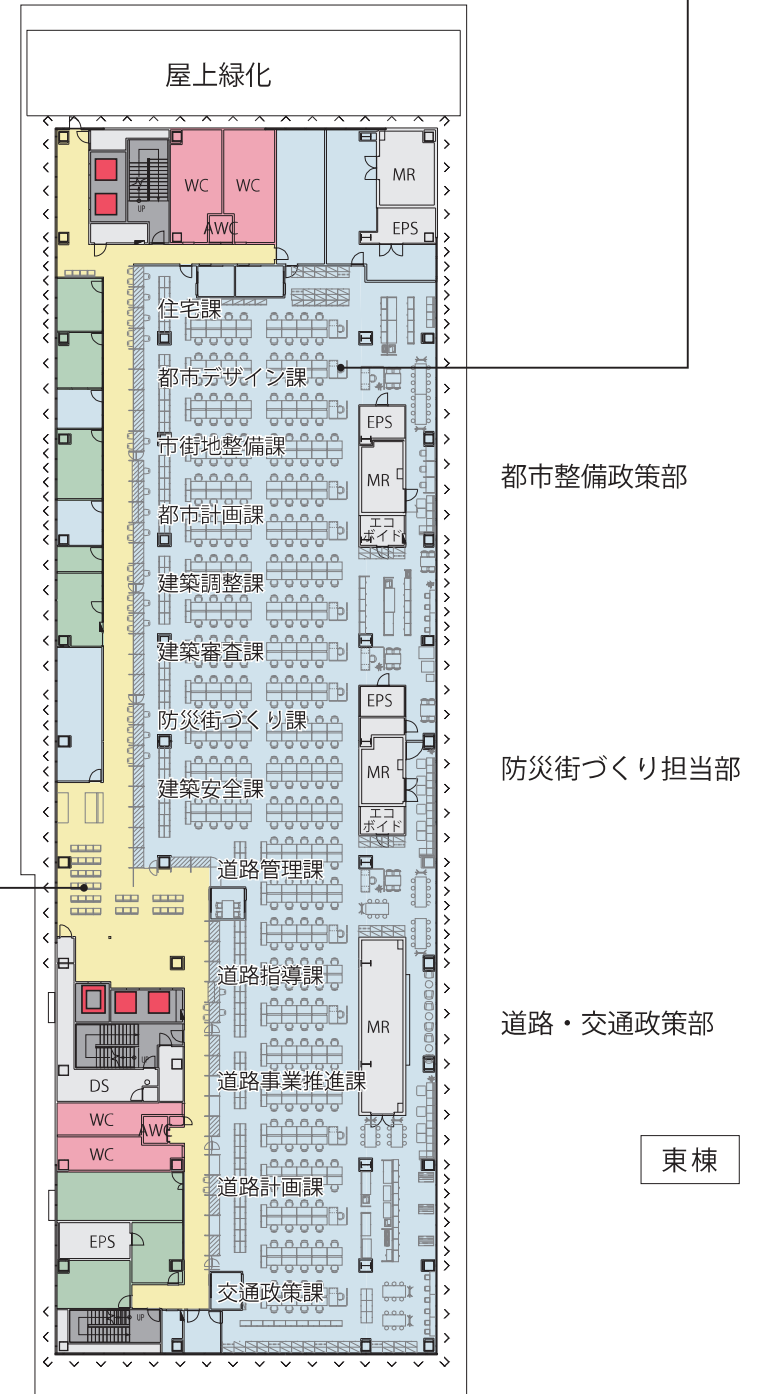 屋上緑化
WC
WC
MR
UP
AWC
EPS
住宅課
都市デザイン課
EPS
市街地整備課
都市整備政策部
MR
都市計画課
エコ
ボイド
建築調整課
建築審査課
EPS
防災街づくり課
防災街づくり担当部
MR
建築安全課
エコ
ボイド
道路管理課
道路指導課
道路・交通政策部
MR
UP
DS
道路事業推進課
WC
AWC
WC
東棟
道路計画課
EPS
交通政策課
UP